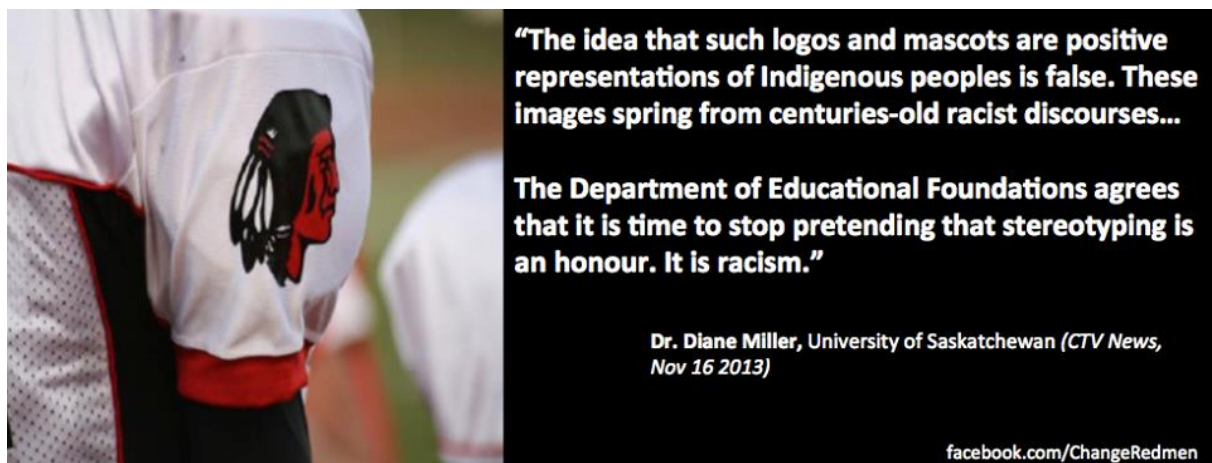 “The idea that such logos and mascots are positive
representations of Indigenous peoples is false. These
images spring from centuries-old racist discourses...
The Department of Educational Foundations agrees
that it is time to stop pretending that stereotyping is
an honour. It is racism.”
Dr. Diane Miller, University of Saskatchewan (CTV News,
Nov 16 2013)
facebook.com/ChangeRedmen